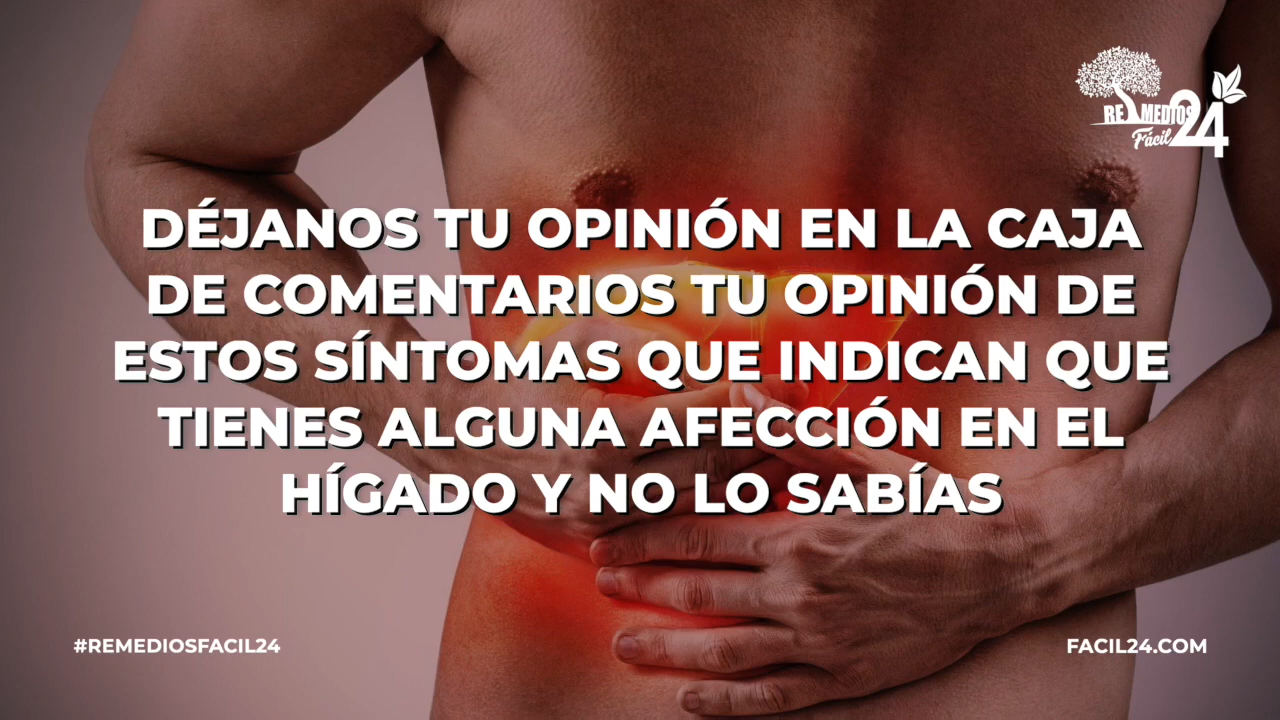 REMEDIOS
Fácil 24
DÉJANOS TU OPINIÓN EN LA CAJA
DE COMENTARIOS TU OPINIÓN DE
ESTOS SÍNTOMAS QUE INDICAN QUE
TIENES ALGUNA AFECCIÓN EN EL
HÍGADO Y NO LO SABÍAS
#REMEDIOSFACIL24
FACIL24.COM